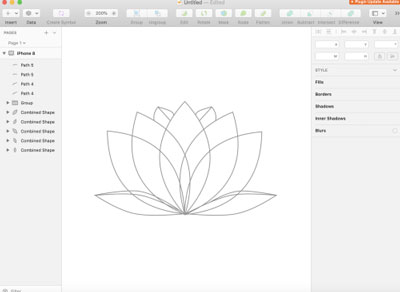 Untitled — Edited
Plugin Update Available
Insert Data Create Symbol Zoom Group Ungroup Edit Rotate Mask Scale Flatten Union Subtract Intersect Difference View
200%
PAGES
Page 1
iPhone 8
Path 5
Path 5
Path 4
Path 4
Group
Combined Shape
Combined Shape
Combined Shape
Combined Shape
Combined Shape
STYLE
Fills
Borders
Shadows
Inner Shadows
Blurs
Filter